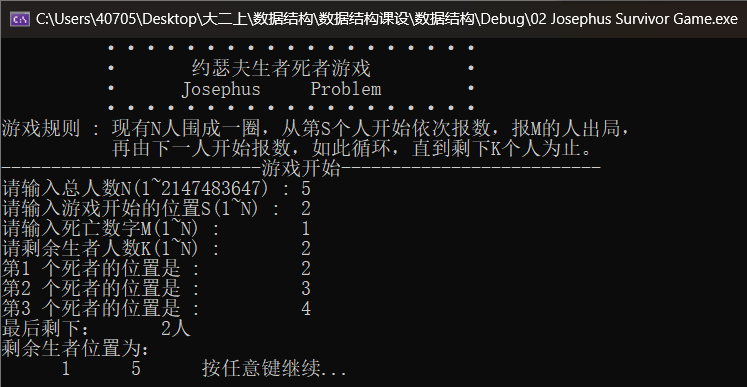 C:\Users\40705\Desktop\大二上\数据结构\数据结构课设\数据结构\Debug\02 Josephus Survivor Game.exe
· · · · · · · · · · · · · · · · · · ·
· 约瑟夫生者死者游戏 ·
· Josephus Problem ·
· · · · · · · · · · · · · · · · · · ·
游戏规则 : 现有N人围成一圈，从第S个人开始依次报数，报M的人出局，
再由下一人开始报数，如此循环，直到剩下K个人为止。
--------------------------游戏开始--------------------------
请输入总人数N(1~2147483647) : 5
请输入游戏开始的位置S(1~N) : 2
请输入死亡数字M(1~N) : 1
请剩余生者人数K(1~N) : 2
第1 个死者的位置是 : 2
第2 个死者的位置是 : 3
第3 个死者的位置是 : 4
最后剩下： 2人
剩余生者位置为：
1 5 按任意键继续...